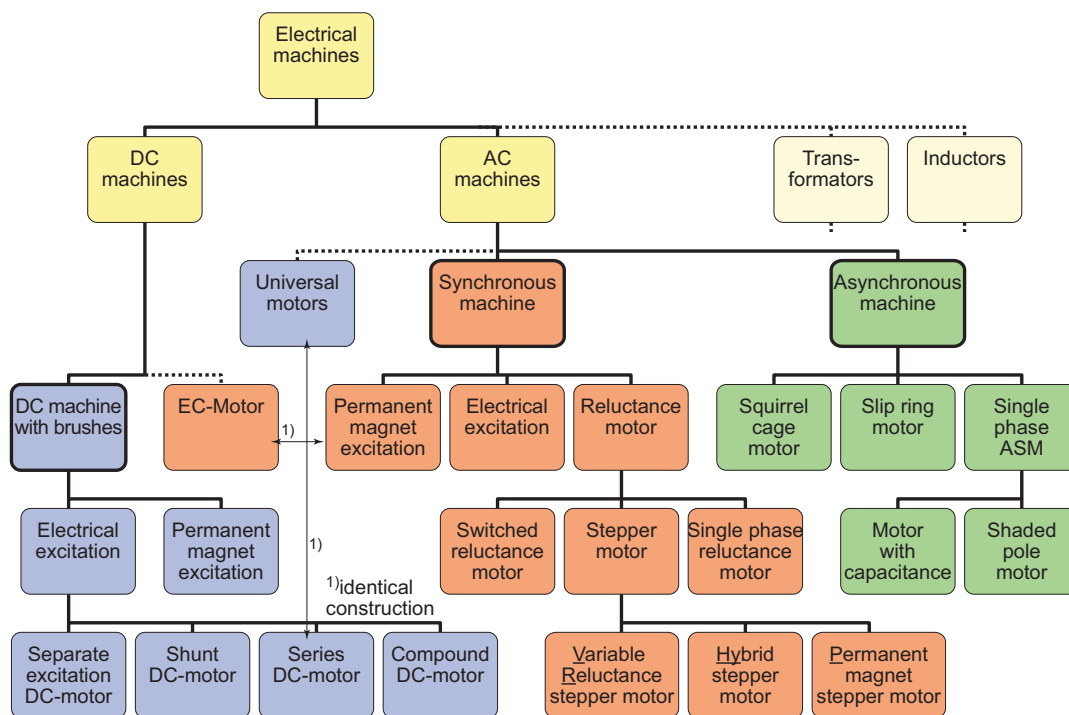 Electrical
machines
DC
machines
AC
machines
Trans-
formators
Inductors
Universal
motors
Synchronous
machine
Asynchronous
machine
DC machine
with brushes
EC-Motor
1)
Permanent
magnet
excitation
Electrical
excitation
Reluctance
motor
Squirrel
cage
motor
Slip ring
motor
Single
phase
ASM
Electrical
excitation
Permanent
magnet
excitation
1)
1)identical
construction
Switched
reluctance
motor
Stepper
motor
Single phase
reluctance
motor
Motor
with
capacitance
Shaded
pole
motor
Separate
excitation
DC-motor
Shunt
DC-motor
Series
DC-motor
Compound
DC-motor
Variable
Reluctance
stepper motor
Hybrid
stepper
motor
Permanent
magnet
stepper motor